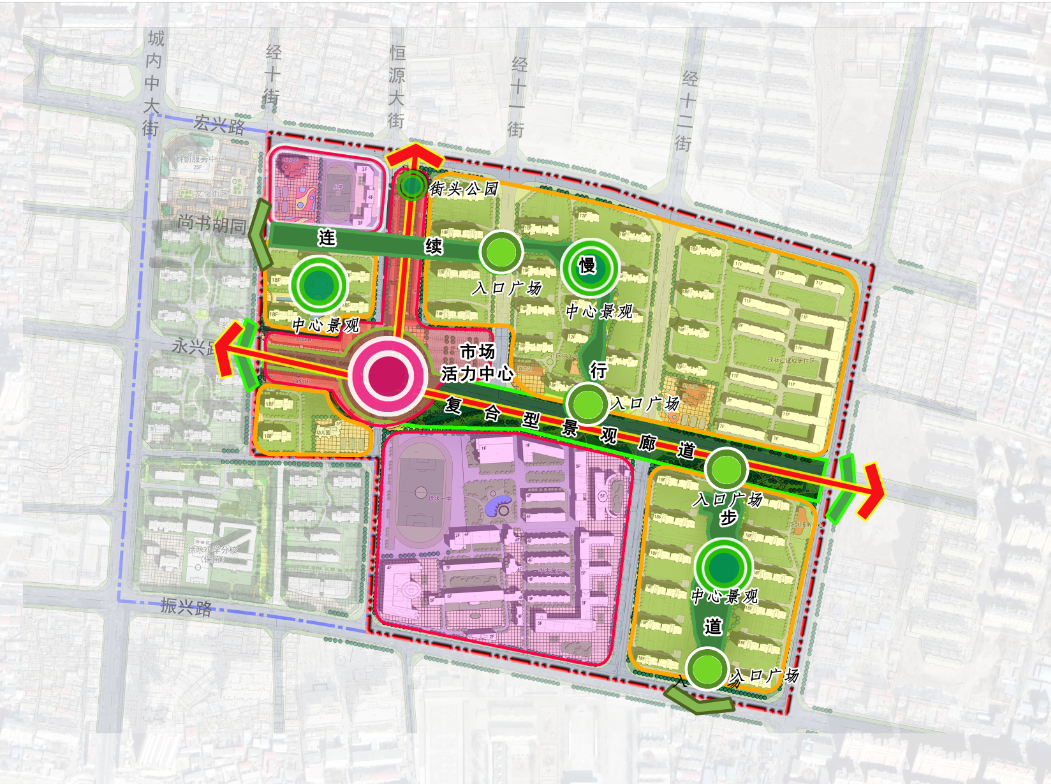 城内中大街
经十街
恒源大街
经十一街
经十二街
宏兴路
尚书胡同
永兴路
振兴路
街头公园
连续慢行步道
入口广场
中心景观
中心景观
市场
活力中心
入口广场
复合型景观廊道
入口广场
中心景观
入口广场